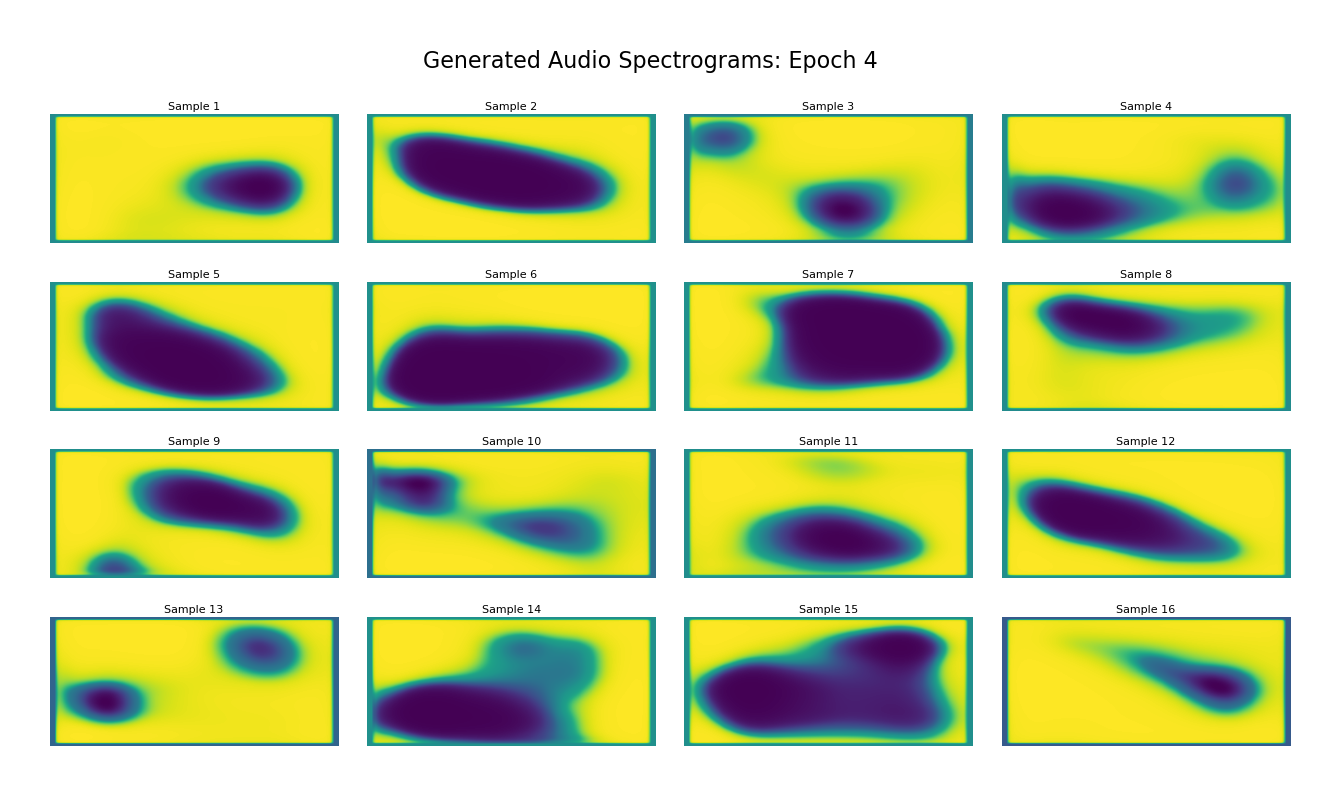 Generated Audio Spectrograms: Epoch 4
Sample 1
Sample 2
Sample 3
Sample 4
Sample 5
Sample 6
Sample 7
Sample 8
Sample 9
Sample 10
Sample 11
Sample 12
Sample 13
Sample 14
Sample 15
Sample 16